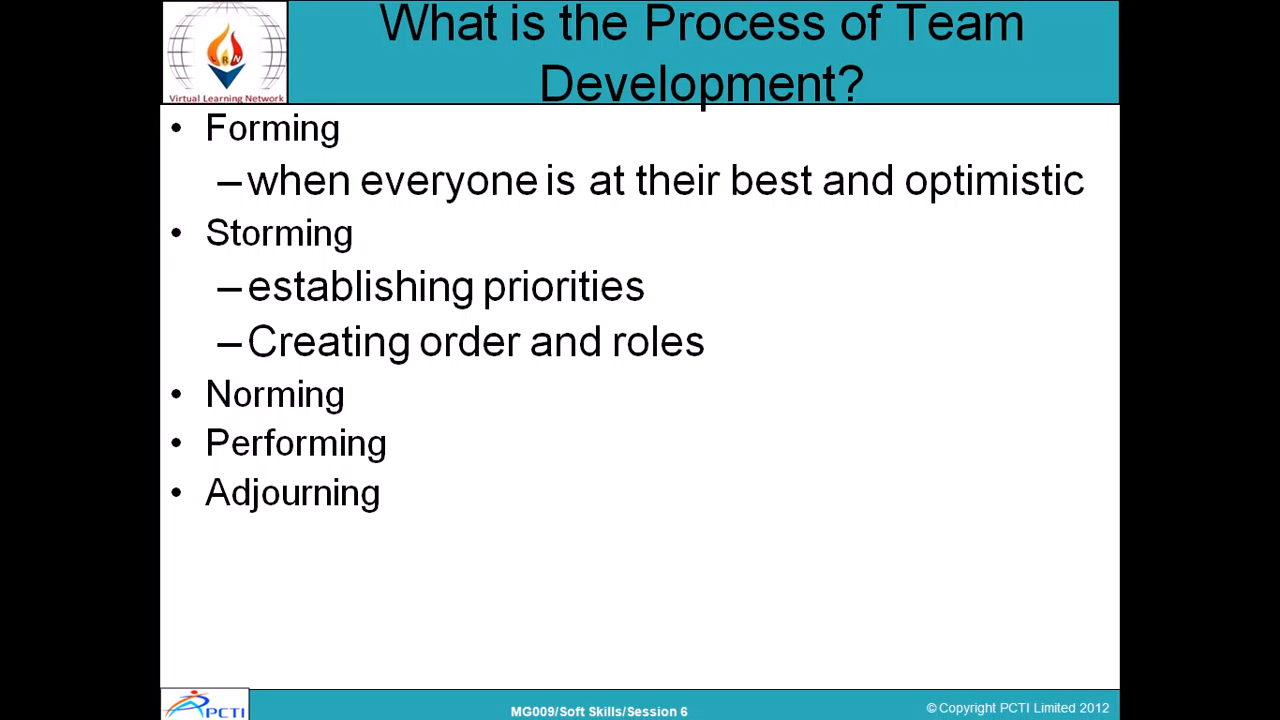 What is the Process of Team
Development?
LRN
Virtual Learning Network
• Forming
–when everyone is at their best and optimistic
• Storming
–establishing priorities
–Creating order and roles
• Norming
• Performing
• Adjourning
PCTI
MG009/Soft Skills/Session 6
© Copyright PCTI Limited 2012